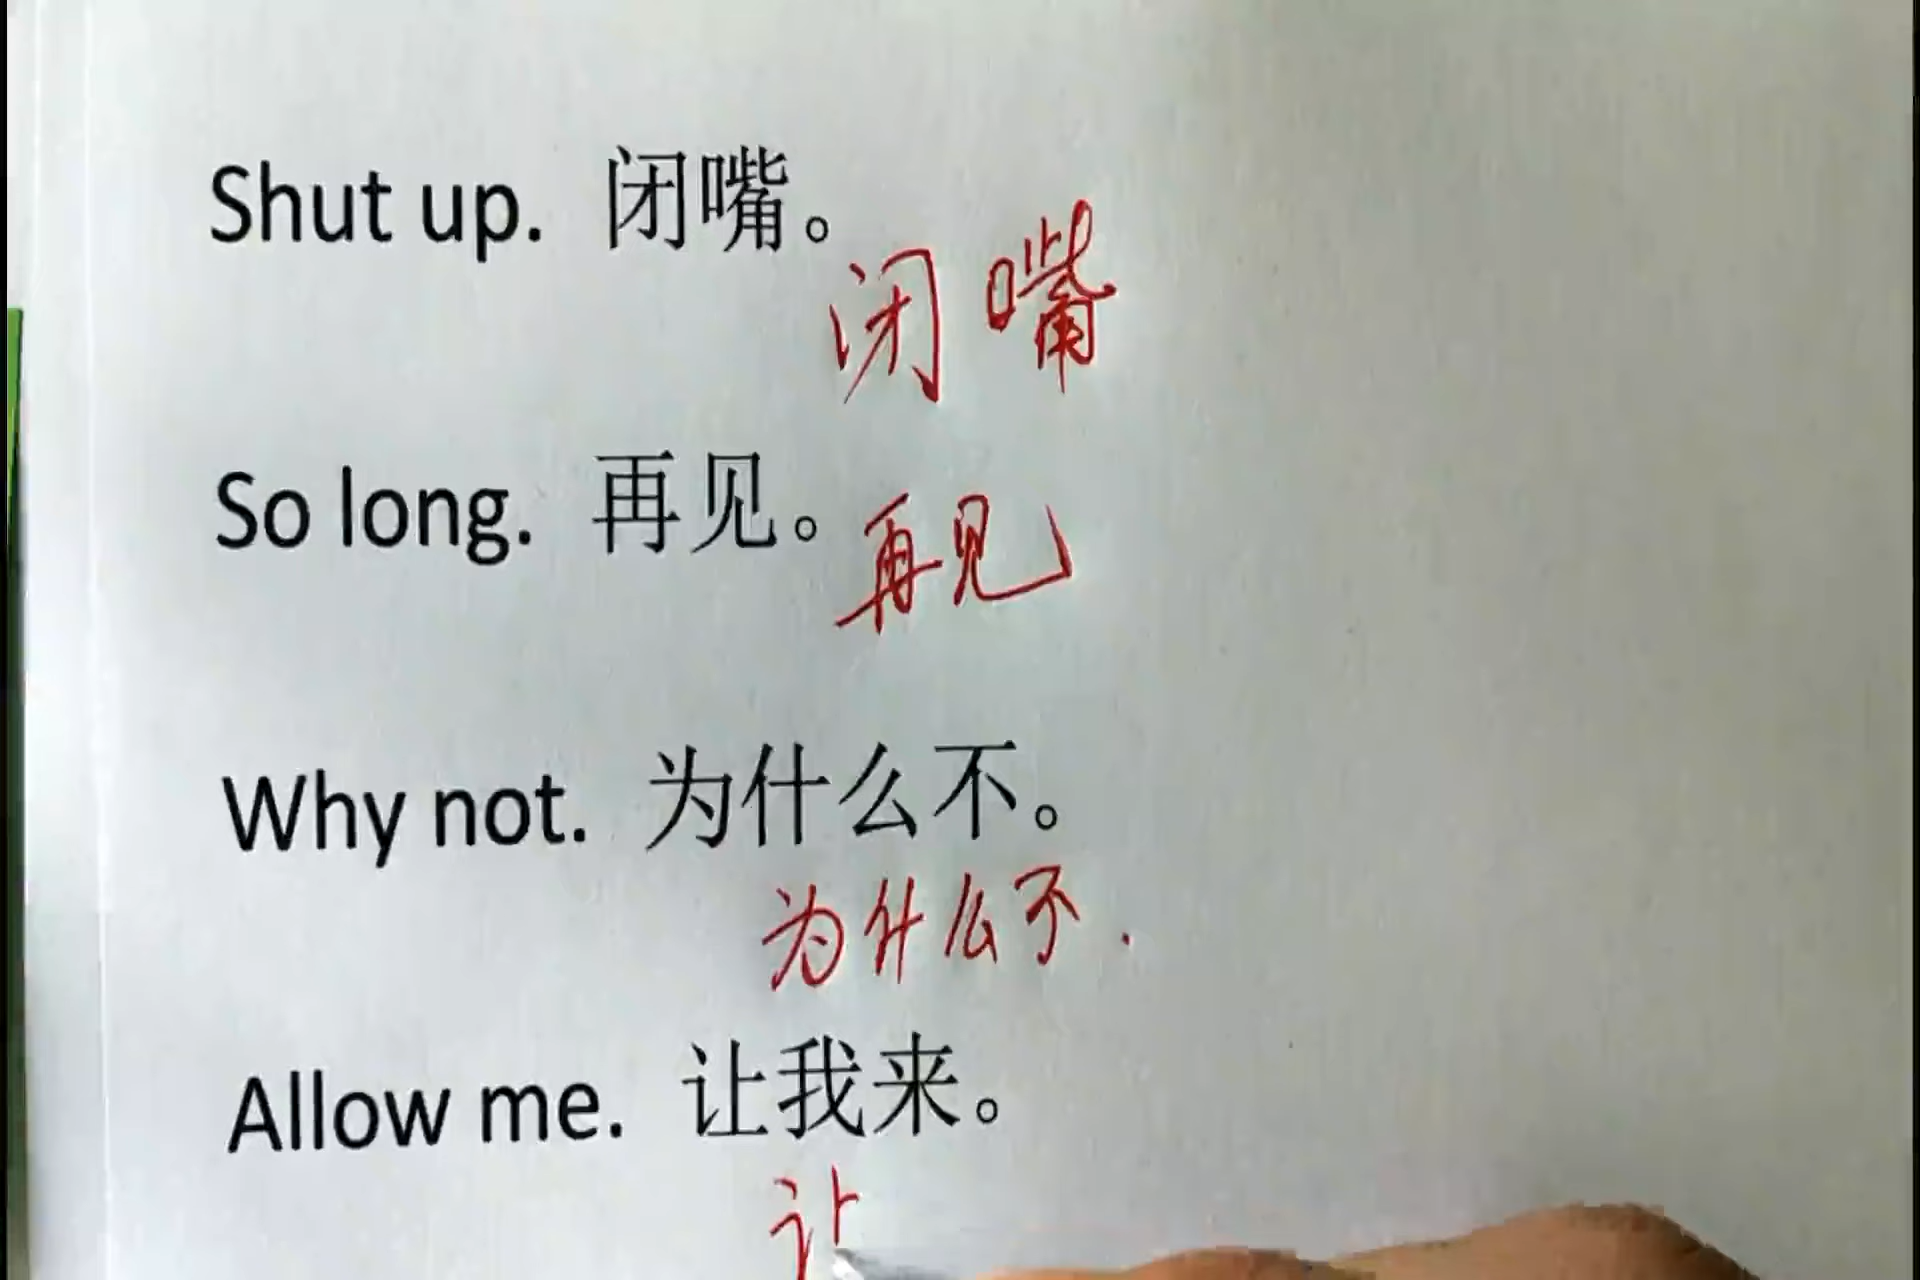 Shut up. 闭嘴。
闭嘴
So long. 再见。
再见
Why not. 为什么不。
为什么不.
Allow me. 让我来。
让